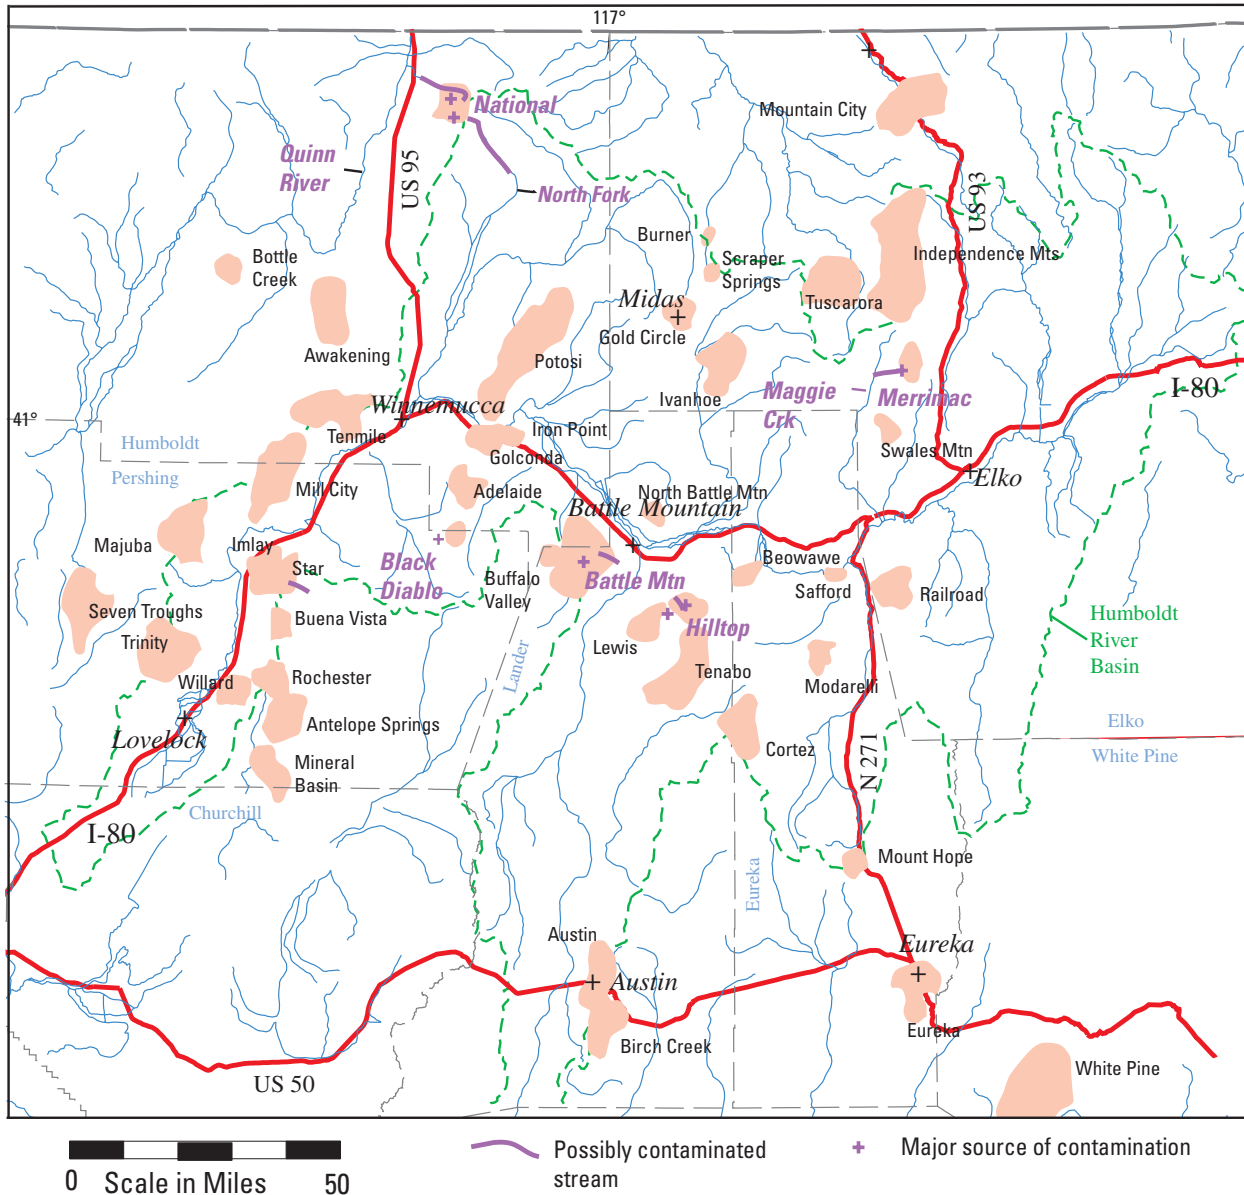 117°
National
Mountain City
Quinn
River
US 95
North Fork
US 93
Burner
Bottle
Creek
Scraper
Springs
Independence Mts
Midas
Tuscarora
Gold Circle
Awakening
Potosi
Ivanhoe
Maggie
Crk
Merrimac
I-80
41°
Winnemucca
Humboldt
Tenmile
Iron Point
Golconda
Swales Mtn
Pershing
Mill City
Adelaide
North Battle Mtn
Elko
Battle Mountain
Majuba
Imlay
Star
Black
Diablo
Buffalo
Valley
Battle Mtn
Beowawe
Safford
Railroad
Seven Troughs
Buena Vista
Trinity
Hilltop
Lewis
Humboldt
River
Basin
Lander
Willard
Rochester
Tenabo
Modarelli
Antelope Springs
Lovelock
Elko
White Pine
Cortez
N 271
Mineral
Basin
Churchill
I-80
Mount Hope
Eureka
Austin
Eureka
Austin
Eureka
Birch Creek
White Pine
US 50
0 Scale in Miles 50
Possibly contaminated
stream
Major source of contamination